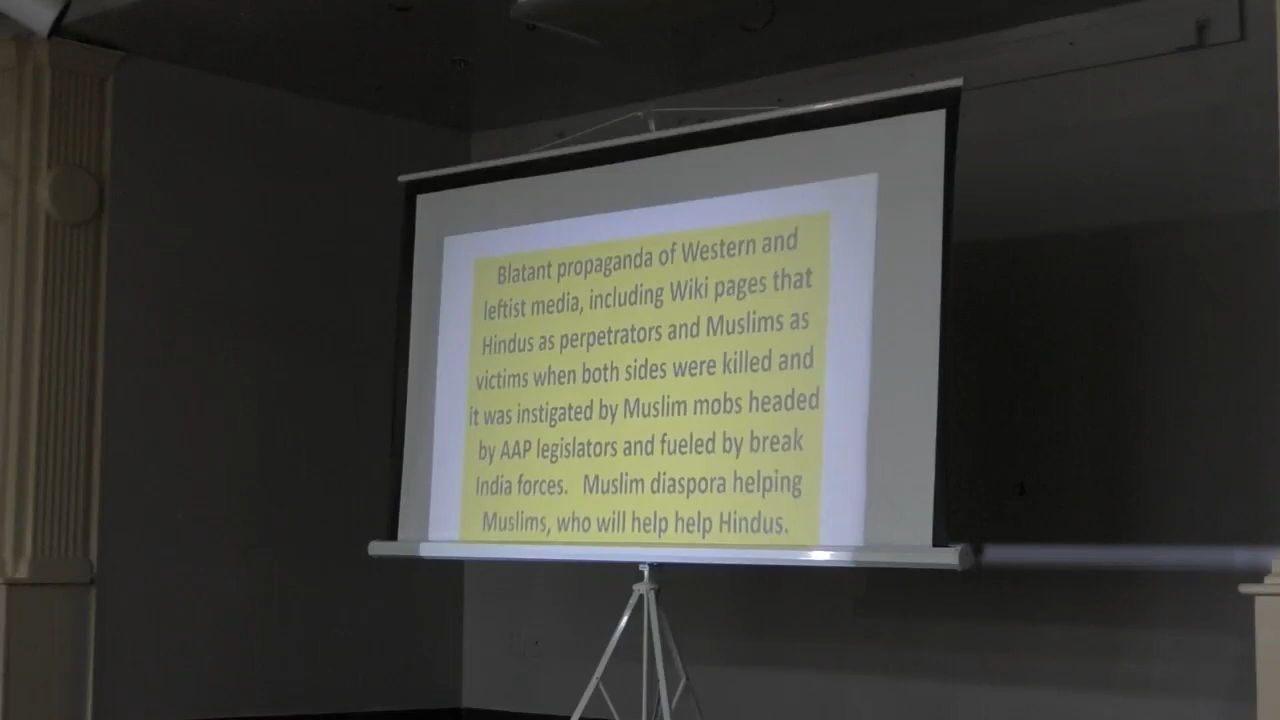 Blatant propaganda of Western and
leftist media, including Wiki pages that
Hindus as perpetrators and Muslims as
victims when both sides were killed and
it was instigated by Muslim mobs headed
by AAP legislators and fueled by break
India forces. Muslim diaspora helping
Muslims, who will help help Hindus.